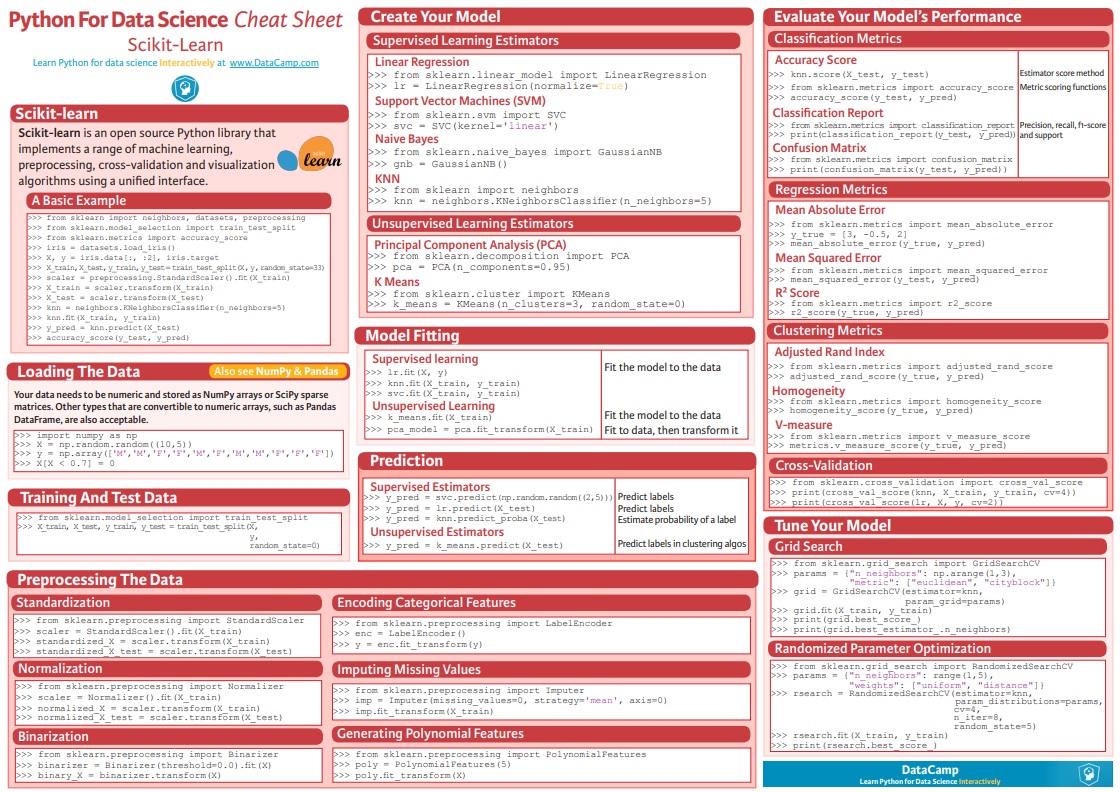 Python For Data Science Cheat Sheet
Scikit-Learn
Learn Python for data science Interactively at www.DataCamp.com
Scikit-learn
Scikit-learn is an open source Python library that
implements a range of machine learning,
preprocessing, cross-validation and visualization
algorithms using a unified interface.
learn
A Basic Example
>>> from sklearn import neighbors, datasets, preprocessing
>>> from sklearn.model_selection import train_test_split
>>> from sklearn.metrics import accuracy_score
>>> iris = datasets.load_iris()
>>> X, y = iris.data[:, :2], iris.target
>>> X_train, X_test, y_train, y_test = train_test_split(X, y, random_state=33)
>>> scaler = preprocessing.StandardScaler().fit(X_train)
>>> X_train = scaler.transform(X_train)
>>> X_test = scaler.transform(X_test)
>>> knn = neighbors.KNeighborsClassifier(n_neighbors=5)
>>> knn.fit(X_train, y_train)
>>> y_pred = knn.predict(X_test)
>>> accuracy_score(y_test, y_pred)
Loading The Data
Also see NumPy & Pandas
Your data needs to be numeric and stored as NumPy arrays or SciPy sparse
matrices. Other types that are convertible to numeric arrays, such as Pandas
DataFrame, are also acceptable.
>>> import numpy as np
>>> X = np.random.random((10,5))
>>> y = np.array(['M','M','F','F','M','F','M','M','F','F','F'])
>>> X[X < 0.7] = 0
Training And Test Data
>>> from sklearn.model_selection import train_test_split
>>> X_train, X_test, y_train, y_test = train_test_split(X,
y,
random_state=0)
Create Your Model
Supervised Learning Estimators
Linear Regression
>>> from sklearn.linear_model import LinearRegression
>>> lr = LinearRegression(normalize=True)
Support Vector Machines (SVM)
>>> from sklearn.svm import SVC
>>> svc = SVC(kernel='linear')
Naive Bayes
>>> from sklearn.naive_bayes import GaussianNB
>>> gnb = GaussianNB()
KNN
>>> from sklearn import neighbors
>>> knn = neighbors.KNeighborsClassifier(n_neighbors=5)
Unsupervised Learning Estimators
Principal Component Analysis (PCA)
>>> from sklearn.decomposition import PCA
>>> pca = PCA(n_components=0.95)
K Means
>>> from sklearn.cluster import KMeans
>>> k_means = KMeans(n_clusters=3, random_state=0)
Model Fitting
Supervised learning
>>> lr.fit(X, y)
Fit the model to the data
>>> knn.fit(X_train, y_train)
>>> svc.fit(X_train, y_train)
Unsupervised Learning
>>> k_means.fit(X_train)
Fit the model to the data
>>> pca_model = pca.fit_transform(X_train)
Fit to data, then transform it
Prediction
Supervised Estimators
>>> y_pred = svc.predict(np.random.random((2,5)))
Predict labels
>>> y_pred = lr.predict(X_test)
Predict labels
>>> y_pred = knn.predict_proba(X_test)
Estimate probability of a label
Unsupervised Estimators
>>> y_pred = k_means.predict(X_test)
Predict labels in clustering algos
Preprocessing The Data
Standardization
>>> from sklearn.preprocessing import StandardScaler
>>> scaler = StandardScaler().fit(X_train)
>>> standardized_X = scaler.transform(X_train)
>>> standardized_X_test = scaler.transform(X_test)
Normalization
>>> from sklearn.preprocessing import Normalizer
>>> scaler = Normalizer().fit(X_train)
>>> normalized_X = scaler.transform(X_train)
>>> normalized_X_test = scaler.transform(X_test)
Binarization
>>> from sklearn.preprocessing import Binarizer
>>> binarizer = Binarizer(threshold=0.0).fit(X)
>>> binary_X = binarizer.transform(X)
Encoding Categorical Features
>>> from sklearn.preprocessing import LabelEncoder
>>> enc = LabelEncoder()
>>> y = enc.fit_transform(y)
Imputing Missing Values
>>> from sklearn.preprocessing import Imputer
>>> imp = Imputer(missing_values=0, strategy='mean', axis=0)
>>> imp.fit_transform(X_train)
Generating Polynomial Features
>>> from sklearn.preprocessing import PolynomialFeatures
>>> poly = PolynomialFeatures(5)
>>> poly.fit_transform(X)
Evaluate Your Model's Performance
Classification Metrics
Accuracy Score
>>> knn.score(X_test, y_test)
Estimator score method
>>> from sklearn.metrics import accuracy_score
Metric scoring functions
>>> accuracy_score(y_test, y_pred)
Classification Report
>>> from sklearn.metrics import classification_report
Precision, recall, f1-score
>>> print(classification_report(y_test, y_pred))
and support
Confusion Matrix
>>> from sklearn.metrics import confusion_matrix
>>> print(confusion_matrix(y_test, y_pred))
Regression Metrics
Mean Absolute Error
>>> from sklearn.metrics import mean_absolute_error
>>> y_true = [3, -0.5, 2]
>>> mean_absolute_error(y_true, y_pred)
Mean Squared Error
>>> from sklearn.metrics import mean_squared_error
>>> mean_squared_error(y_test, y_pred)
R² Score
>>> from sklearn.metrics import r2_score
>>> r2_score(y_true, y_pred)
Clustering Metrics
Adjusted Rand Index
>>> from sklearn.metrics import adjusted_rand_score
>>> adjusted_rand_score(y_true, y_pred)
Homogeneity
>>> from sklearn.metrics import homogeneity_score
>>> homogeneity_score(y_true, y_pred)
V-measure
>>> from sklearn.metrics import v_measure_score
>>> metrics.v_measure_score(y_true, y_pred)
Cross-Validation
>>> from sklearn.cross_validation import cross_val_score
>>> print(cross_val_score(knn, X_train, y_train, cv=4))
>>> print(cross_val_score(lr, X, y, cv=2))
Tune Your Model
Grid Search
>>> from sklearn.grid_search import GridSearchCV
>>> params = {"n_neighbors": np.arange(1,3),
"metric": ["euclidean", "cityblock"]}
>>> grid = GridSearchCV(estimator=knn,
param_grid=params)
>>> grid.fit(X_train, y_train)
>>> print(grid.best_score_)
>>> print(grid.best_estimator_.n_neighbors)
Randomized Parameter Optimization
>>> from sklearn.grid_search import RandomizedSearchCV
>>> params = {"n_neighbors": range(1,5),
"weights": ["uniform", "distance"]}
>>> rsearch = RandomizedSearchCV(estimator=knn,
param_distributions=params,
cv=4,
n_iter=8,
random_state=5)
>>> rsearch.fit(X_train, y_train)
>>> print(rsearch.best_score_)
DataCamp
Learn Python for Data Science Interactively